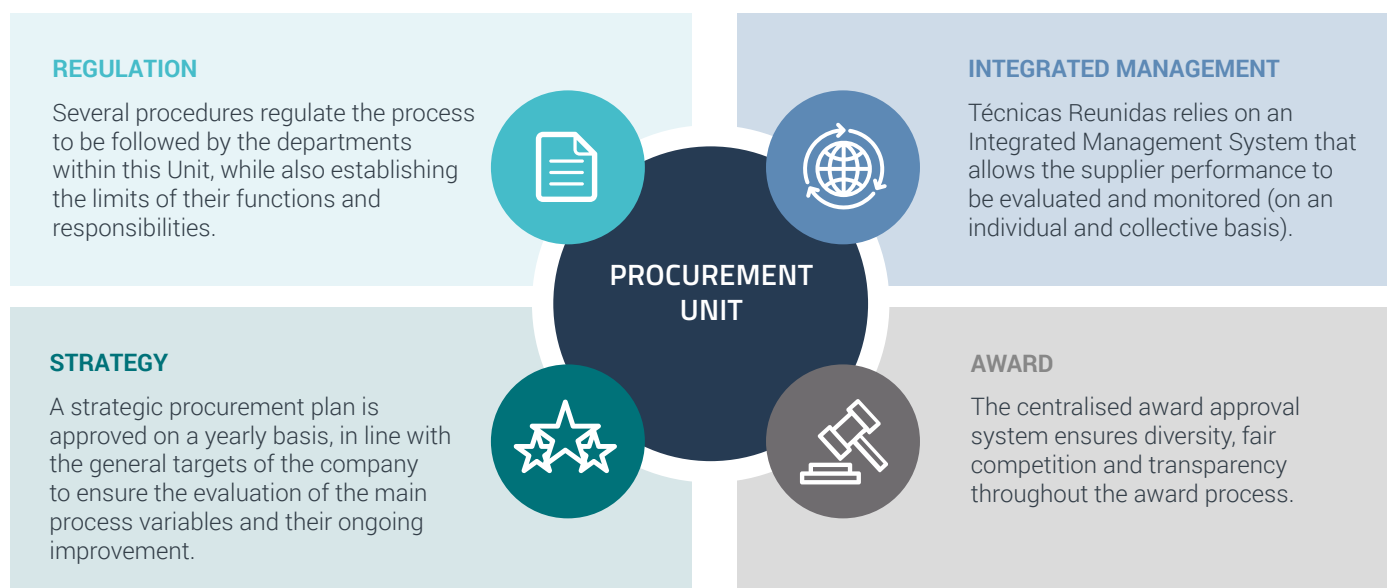 REGULATION
Several procedures regulate the process
to be followed by the departments
within this Unit, while also establishing
the limits of their functions and
responsibilities.
INTEGRATED MANAGEMENT
Técnicas Reunidas relies on an
Integrated Management System that
allows the supplier performance to
be evaluated and monitored (on an
individual and collective basis).
PROCUREMENT
UNIT
STRATEGY
A strategic procurement plan is
approved on a yearly basis, in line with
the general targets of the company
to ensure the evaluation of the main
process variables and their ongoing
improvement.
AWARD
The centralised award approval
system ensures diversity, fair
competition and transparency
throughout the award process.